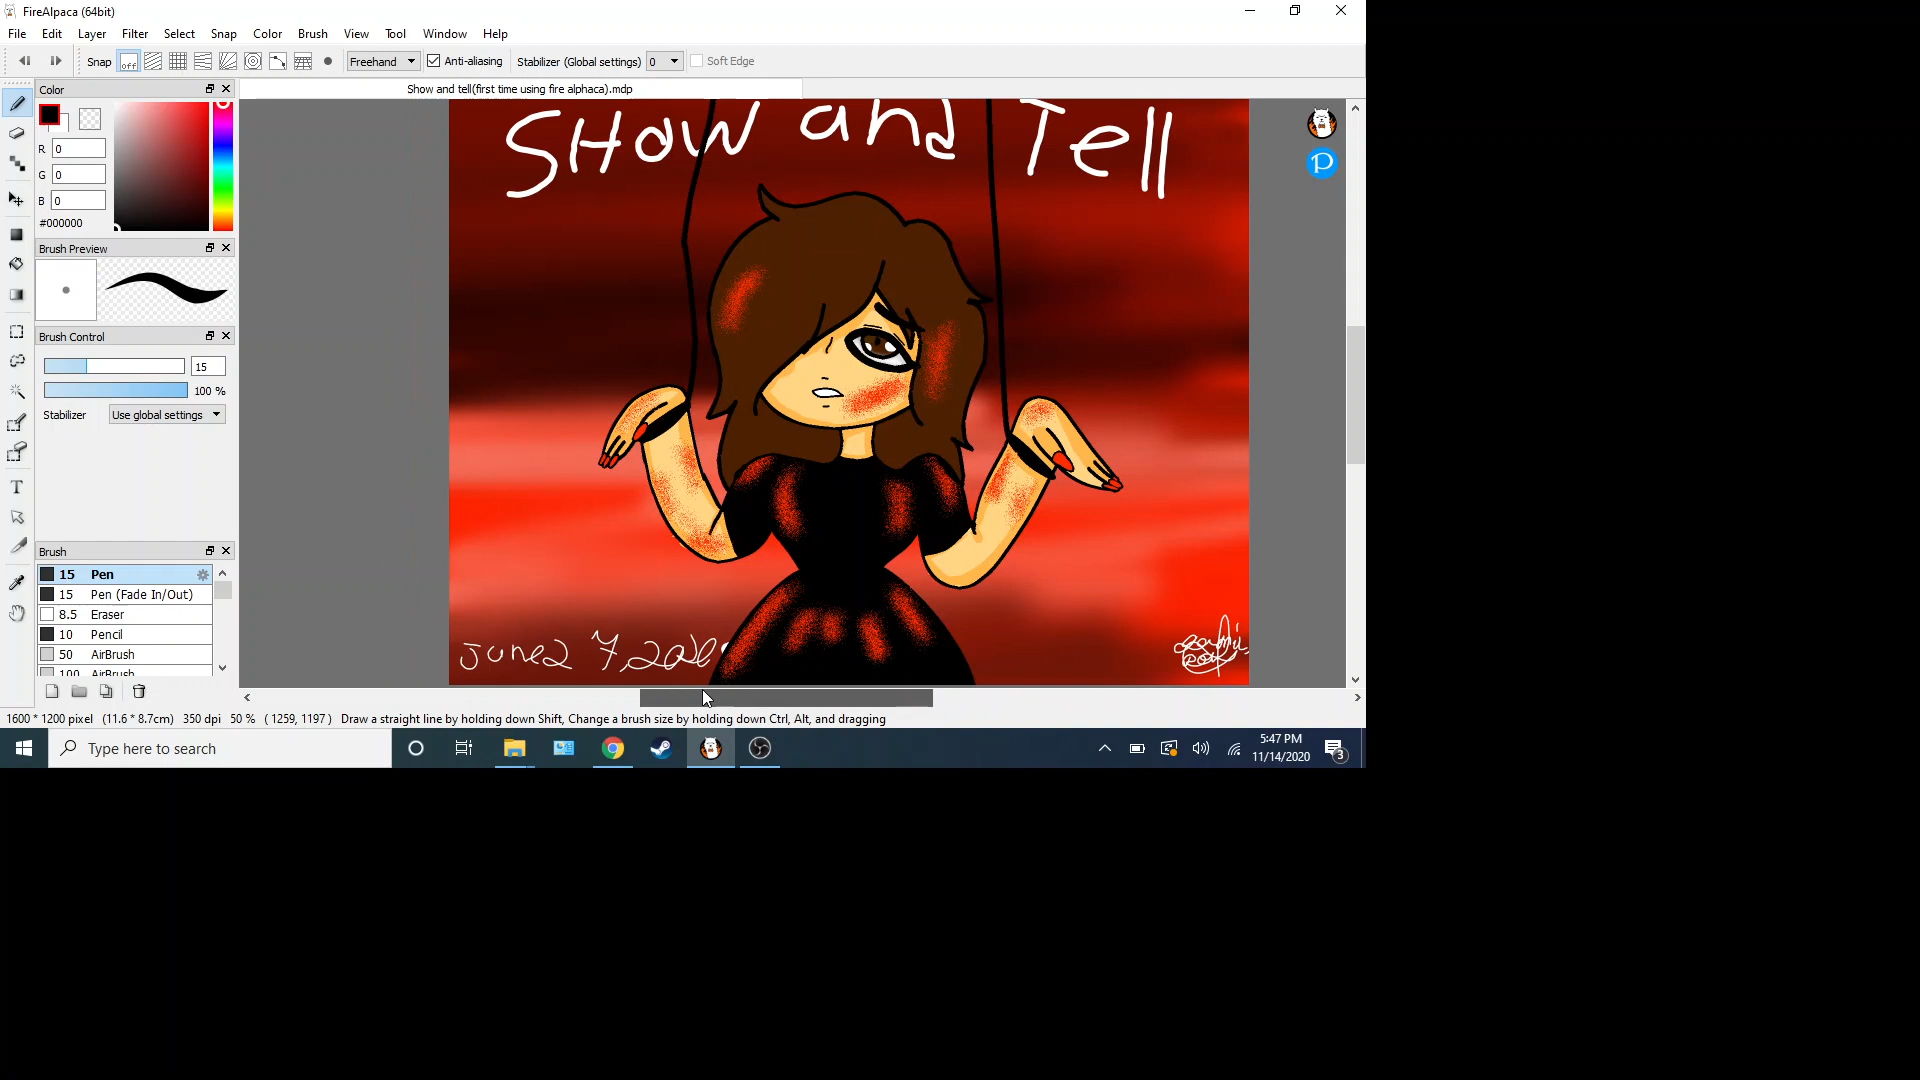 FireAlpaca (64bit)
File Edit Layer Filter Select Snap Color Brush View Tool Window Help
Snap off Freehand Anti-aliasing Stabilizer (Global settings) 0 Soft Edge
Color
Show and tell(first time using fire alphaca).mdp
SHow and Tell
R 0
G 0
B 0
#000000
Brush Preview
Brush Control
15
100 %
Stabilizer Use global settings
Brush
15 Pen
15 Pen (Fade In/Out)
8.5 Eraser
10 Pencil
50 AirBrush
100 AirBrush
1600 * 1200 pixel (11.6 * 8.7cm) 350 dpi 50 % ( 1259, 1197 ) Draw a straight line by holding down Shift, Change a brush size by holding down Ctrl, Alt, and dragging
Type here to search
5:47 PM
11/14/2020
3